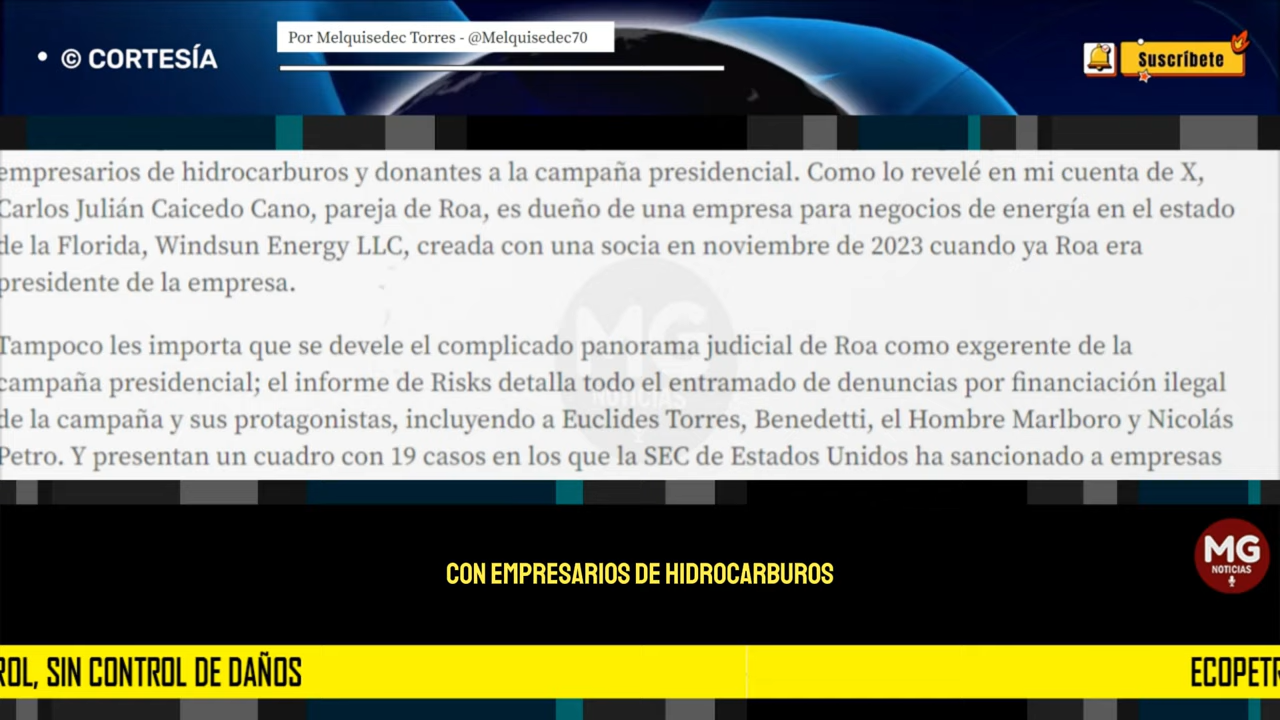 • © CORTESÍA
Por Melquisedec Torres - @Melquisedec70
Suscríbete
empresarios de hidrocarburos y donantes a la campaña presidencial. Como lo revelé en mi cuenta de X,
Carlos Julián Caicedo Cano, pareja de Roa, es dueño de una empresa para negocios de energía en el estado
de la Florida, Windsun Energy LLC, creada con una socia en noviembre de 2023 cuando ya Roa era
presidente de la empresa.
Tampoco les importa que se devele el complicado panorama judicial de Roa como exgerente de la
campaña presidencial; el informe de Risks detalla todo el entramado de denuncias por financiación ilegal
de la campaña y sus protagonistas, incluyendo a Euclides Torres, Benedetti, el Hombre Marlboro y Nicolás
Petro. Y presentan un cuadro con 19 casos en los que la SEC de Estados Unidos ha sancionado a empresas
MG
NOTICIAS
CON EMPRESARIOS DE HIDROCARBUROS
MG
NOTICIAS
ROL, SIN CONTROL DE DAÑOS
ECOPETR